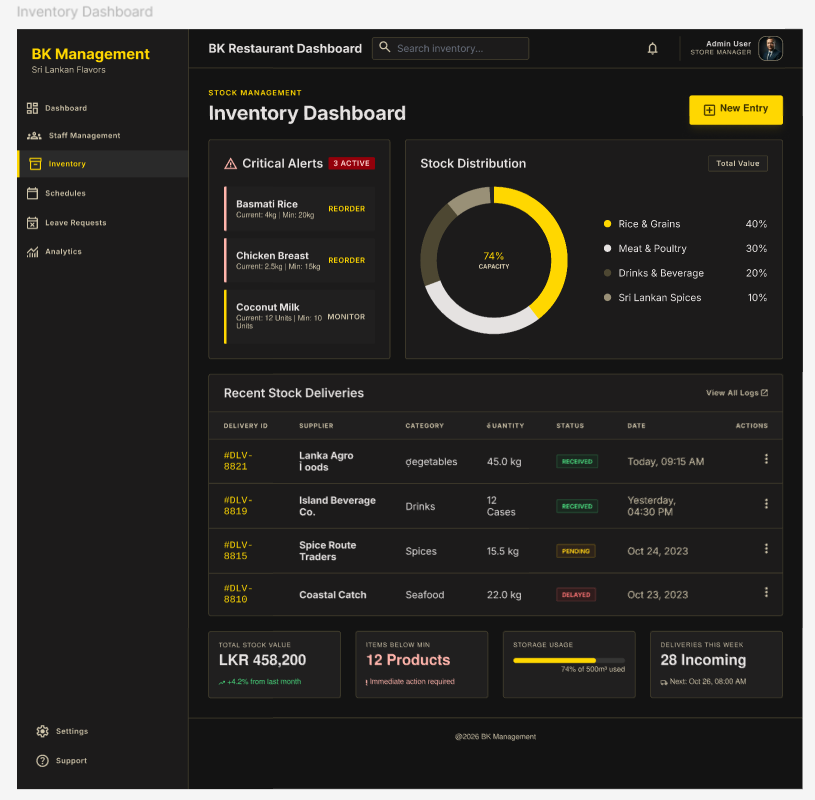 Inventory Dashboard
BK Management
Sri Lankan Flavors
Dashboard
Staff Management
Inventory
Schedules
Leave Requests
Analytics
Settings
Support
BK Restaurant Dashboard
Search inventory...
Admin User
STORE MANAGER
STOCK MANAGEMENT
Inventory Dashboard
New Entry
Critical Alerts
3 ACTIVE
Basmati Rice
Current: 4kg | Min: 20kg
REORDER
Chicken Breast
Current: 2.5kg | Min: 15kg
REORDER
Coconut Milk
Current: 12 Units | Min: 10
Units
MONITOR
Stock Distribution
Total Value
74%
CAPACITY
Rice & Grains 40%
Meat & Poultry 30%
Drinks & Beverage 20%
Sri Lankan Spices 10%
Recent Stock Deliveries
View All Logs
DELIVERY ID SUPPLIER CATEGORY ĕUANTITY STATUS DATE ACTIONS
#DLV-
8821
Lanka Agro
oods
egetables
45.0 kg
RECEIVED
Today, 09:15 AM
#DLV-
8819
Island Beverage
Co.
Drinks
12
Cases
RECEIVED
Yesterday,
04:30 PM
#DLV-
8815
Spice Route
Traders
Spices
15.5 kg
PENDING
Oct 24, 2023
#DLV-
8810
Coastal Catch
Seafood
22.0 kg
DELAYED
Oct 23, 2023
TOTAL STOCK VALUE
LKR 458,200
+4.2% from last month
ITEMS BELOW MIN
12 Products
! Immediate action required
STORAGE USAGE
74% of 500m³ used
DELIVERIES THIS WEEK
28 Incoming
Next: Oct 26, 08:00 AM
@2026 BK Management